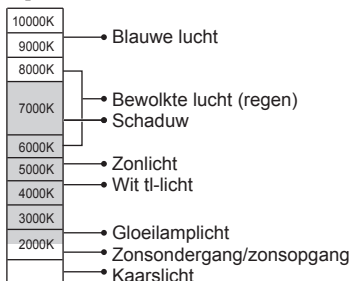 10000K
9000K
8000K
7000K
6000K
5000K
4000K
3000K
2000K
• Blauwe lucht
• Bewolkte lucht (regen)
• Schaduw
• Zonlicht
• Wit tl-licht
• Gloeilamplicht
• Zonsondergang/zonsopgang
• Kaarslicht